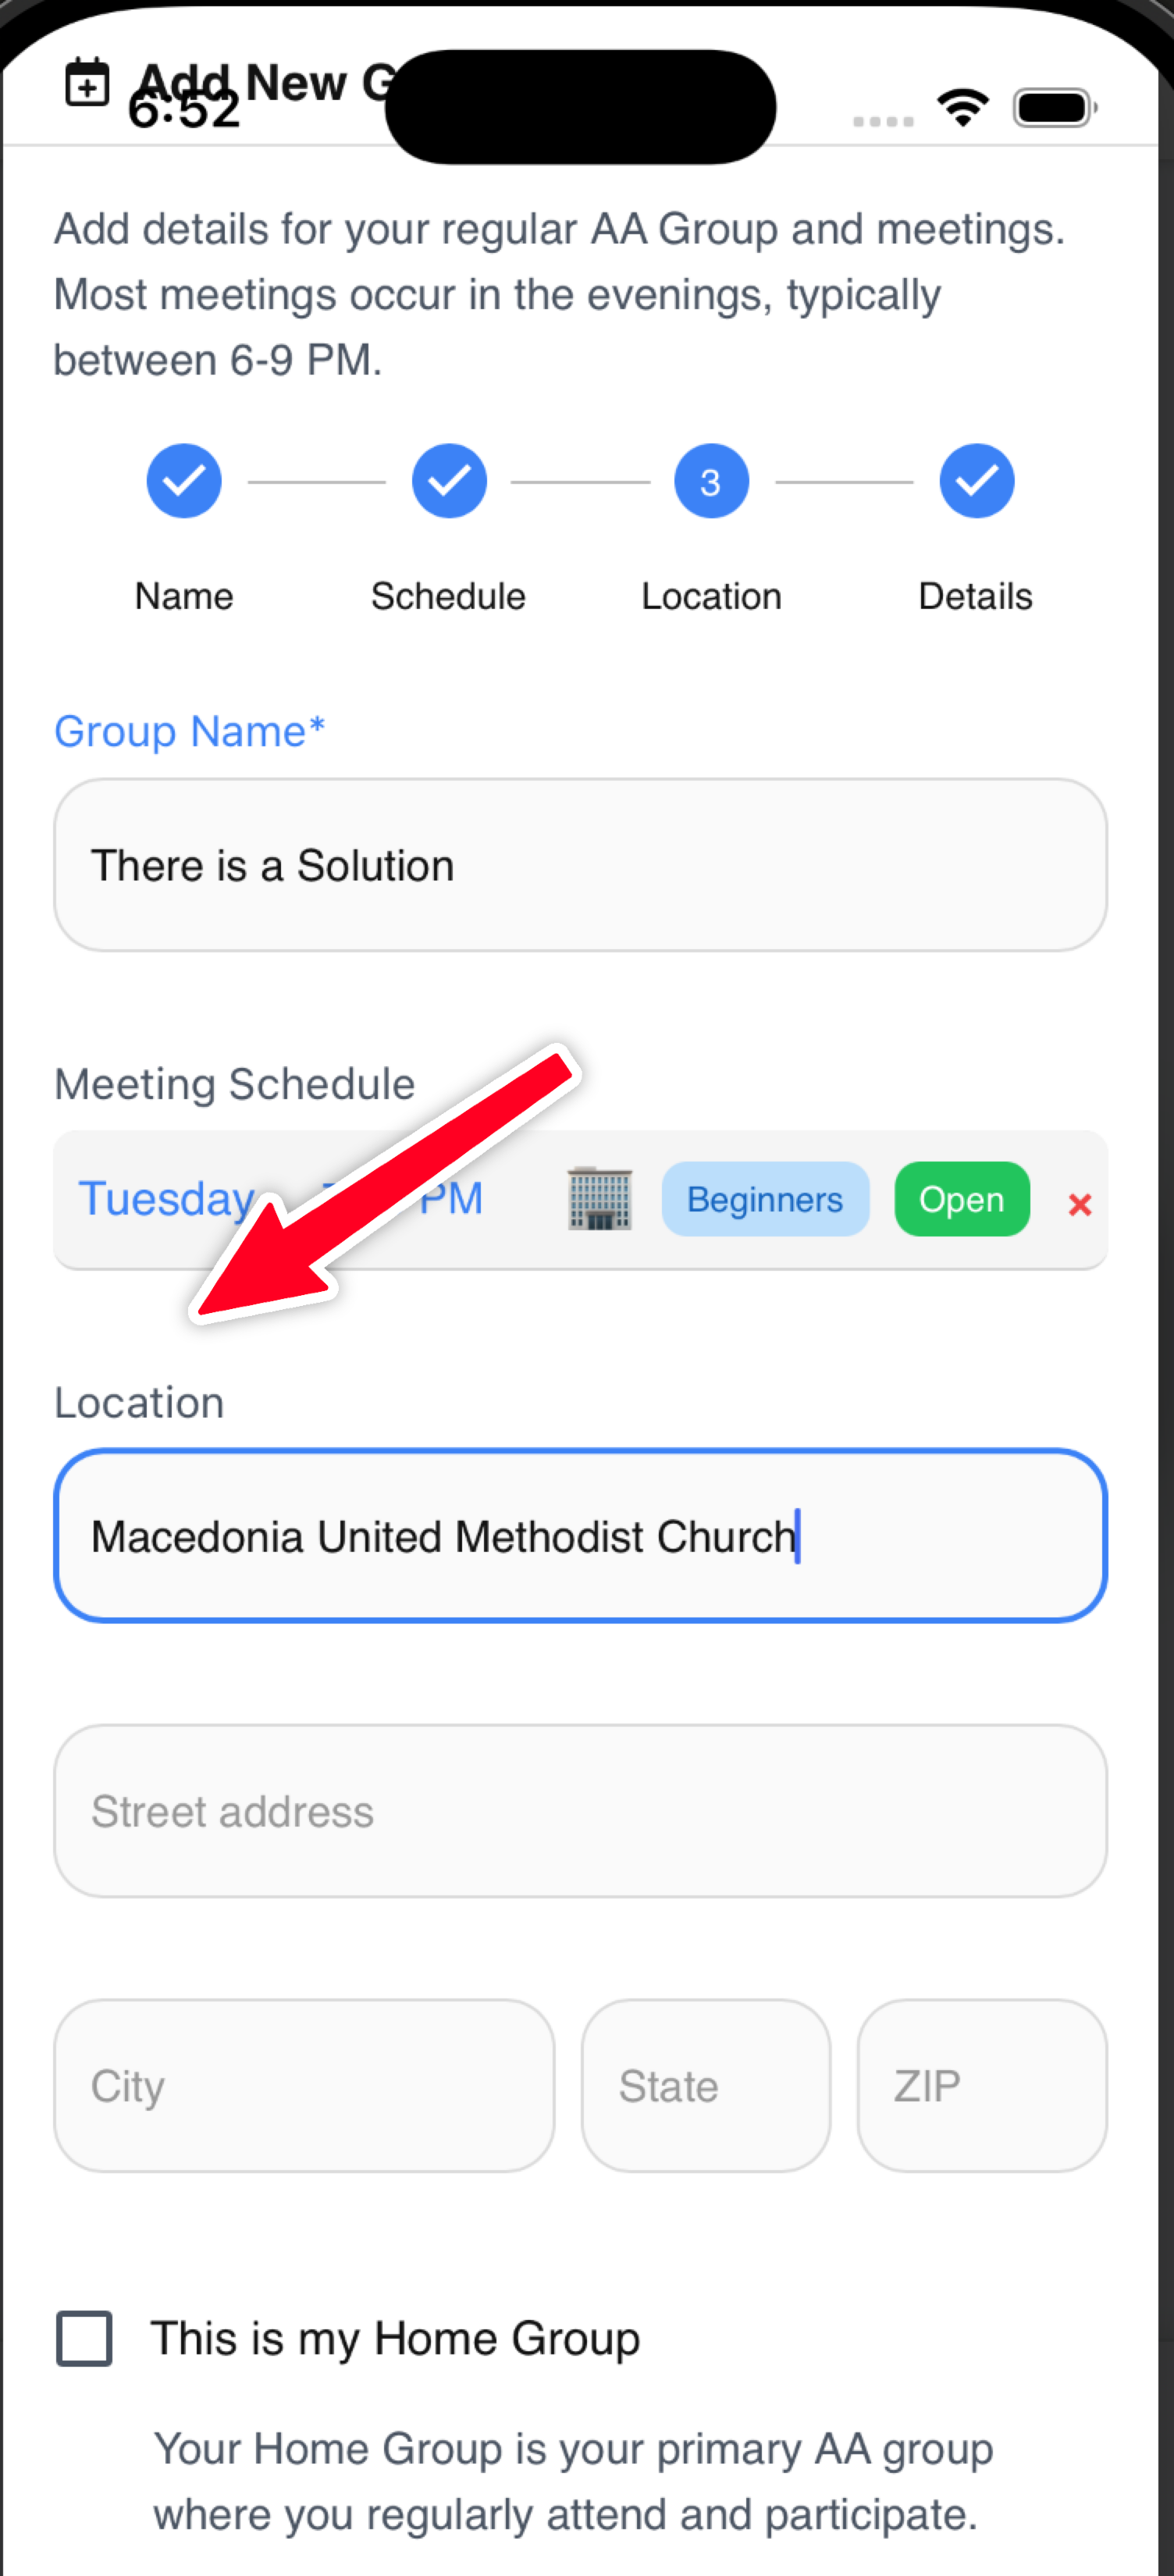 Add New G
6:52
Add details for your regular AA Group and meetings.
Most meetings occur in the evenings, typically
between 6-9 PM.
3
Name Schedule Location Details
Group Name*
There is a Solution
Meeting Schedule
Tuesday PM Beginners Open ×
Location
Macedonia United Methodist Church
Street address
City State ZIP
This is my Home Group
Your Home Group is your primary AA group
where you regularly attend and participate.